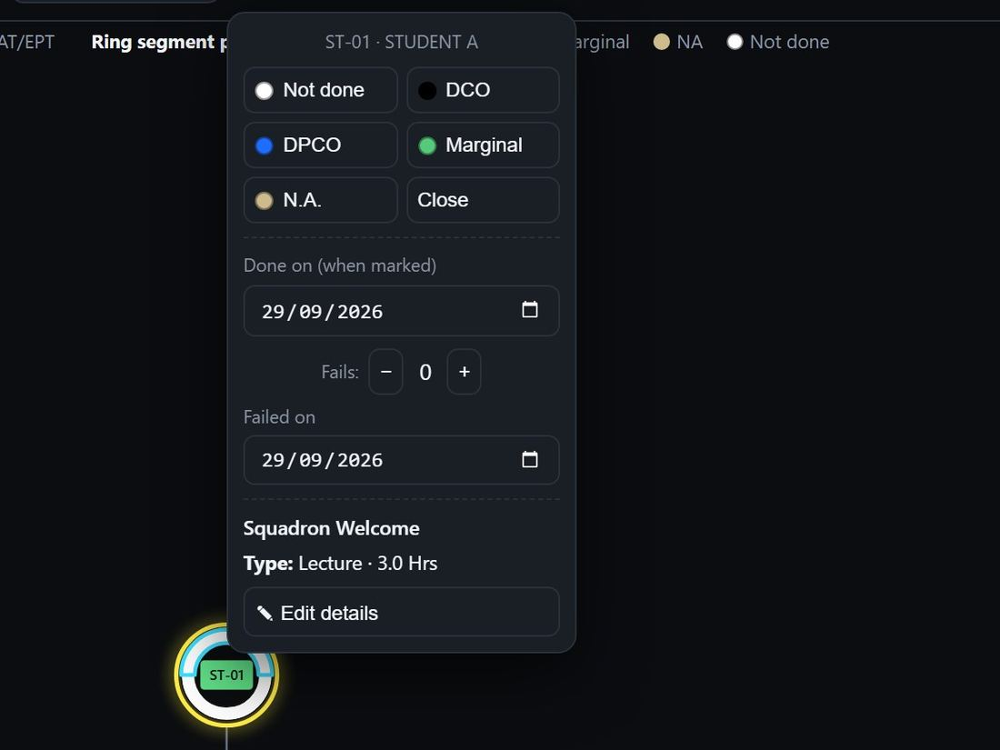 AT/EPT Ring segment arginal NA Not done
ST-01 · STUDENT A
Not done DCO
DPCO Marginal
N.A. Close
Done on (when marked)
29/09/2026
Fails: − 0 +
Failed on
29/09/2026
Squadron Welcome
Type: Lecture · 3.0 Hrs
Edit details
ST-01